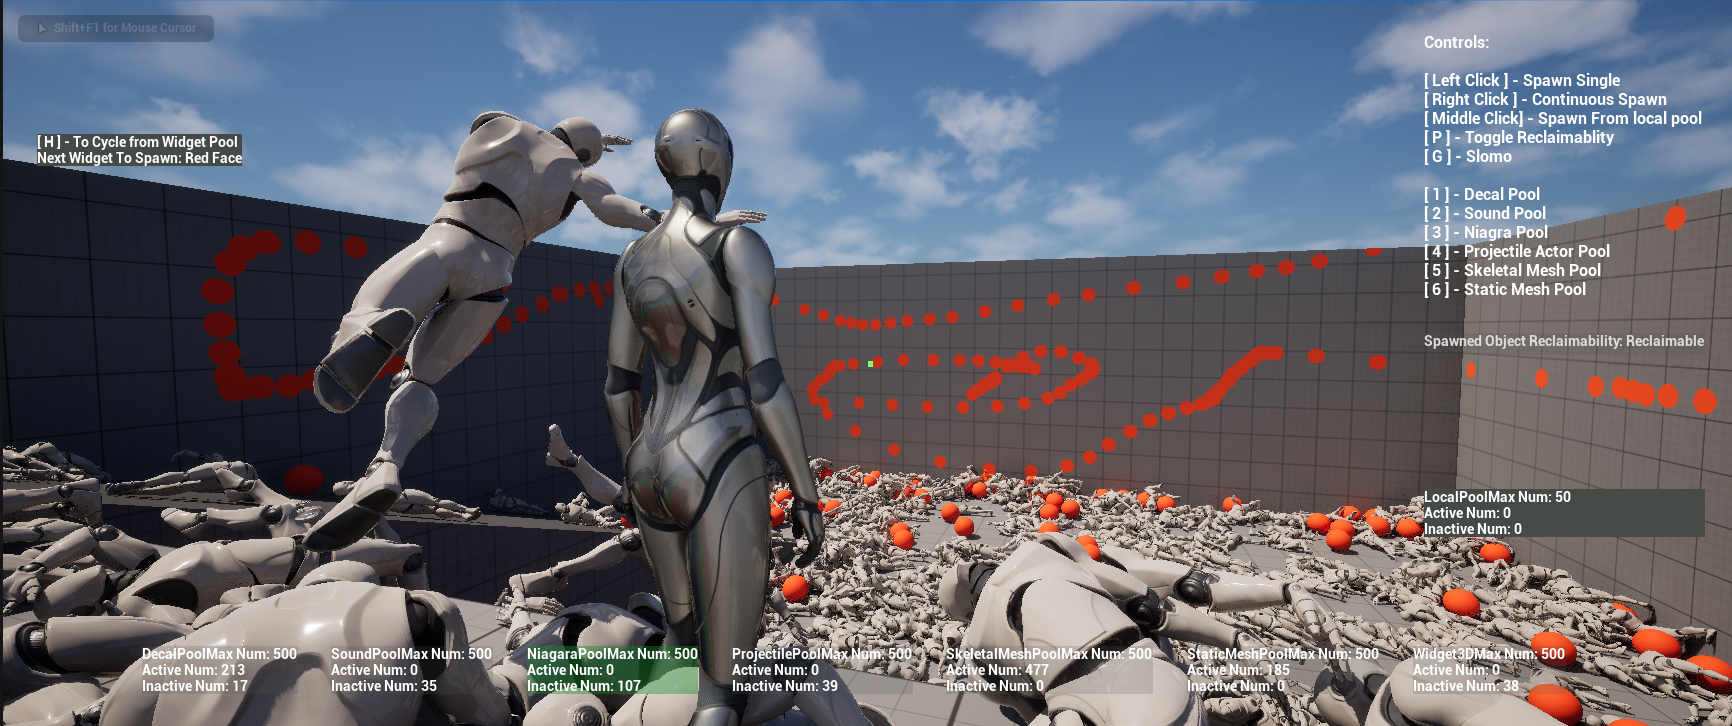 Shift+F1 for Mouse Cursor
[ H ] - To Cycle from Widget Pool
Next Widget To Spawn: Red Face
Controls:
[ Left Click ] - Spawn Single
[ Right Click ] - Continuous Spawn
[ Middle Click] - Spawn From local pool
[ P ] - Toggle Reclaimablity
[ G ] - Slomo
[ 1 ] - Decal Pool
[ 2 ] - Sound Pool
[ 3 ] - Niagra Pool
[ 4 ] - Projectile Actor Pool
[ 5 ] - Skeletal Mesh Pool
[ 6 ] - Static Mesh Pool
Spawned Object Reclaimability: Reclaimable
LocalPoolMax Num: 50
Active Num: 0
Inactive Num: 0
DecalPoolMax Num: 500
Active Num: 213
Inactive Num: 17
SoundPoolMax Num: 500
Active Num: 0
Inactive Num: 35
NiagaraPoolMax Num: 500
Active Num: 0
Inactive Num: 107
ProjectilePoolMax Num: 500
Active Num: 0
Inactive Num: 39
SkeletalMeshPoolMax Num: 500
Active Num: 477
Inactive Num: 0
StaticMeshPoolMax Num: 500
Active Num: 185
Inactive Num: 0
Widget3DMax Num: 500
Active Num: 0
Inactive Num: 38